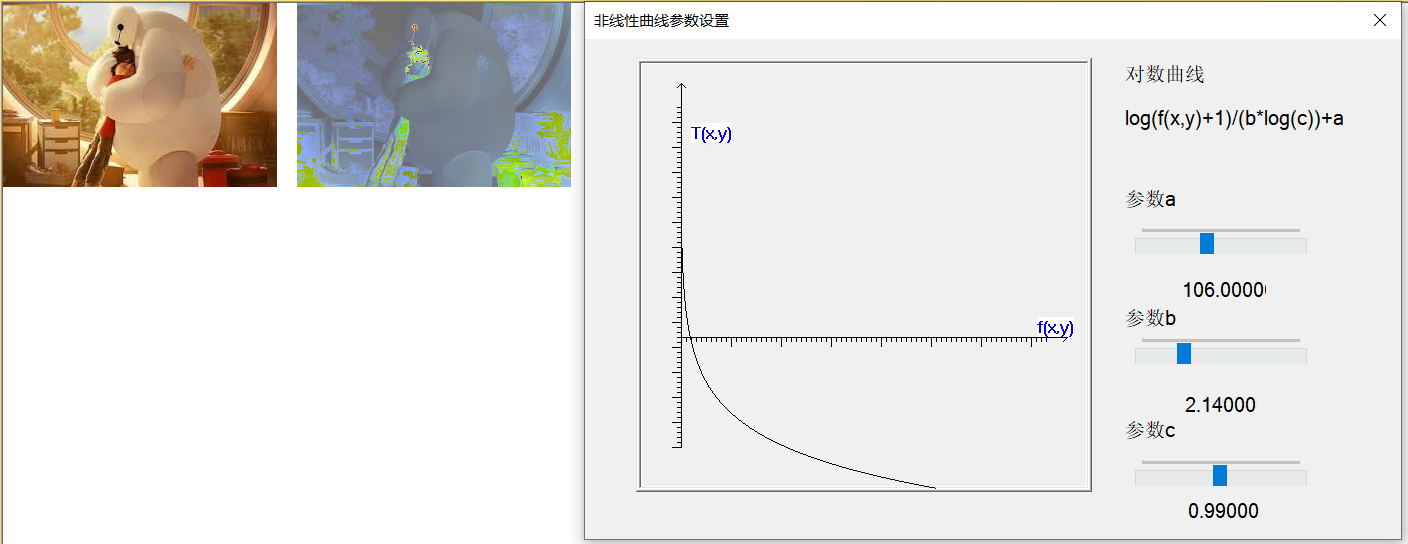 非线性曲线参数设置
对数曲线
log(f(x,y)+1)/(b*log(c))+a
T(x,y)
参数a
106.0000
f(x,y)
参数b
2.14000
参数c
0.99000